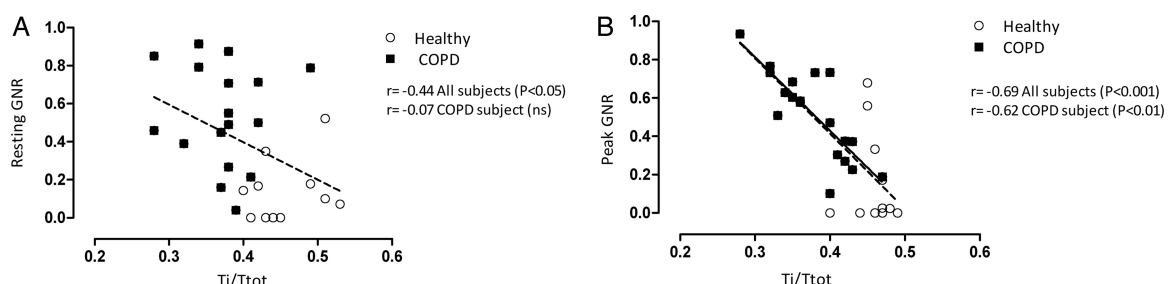 A
Resting GNR
1.0
0.8
0.6
0.4
0.2
0.0
0.2 0.3 0.4 0.5 0.6
Ti/Ttot
Healthy
COPD
r= -0.44 All subjects (P<0.05)
r= -0.07 COPD subject (ns)
B
Peak GNR
1.0
0.8
0.6
0.4
0.2
0.0
0.2 0.3 0.4 0.5 0.6
Ti/Ttot
Healthy
COPD
r= -0.69 All subjects (P<0.001)
r= -0.62 COPD subject (P<0.01)